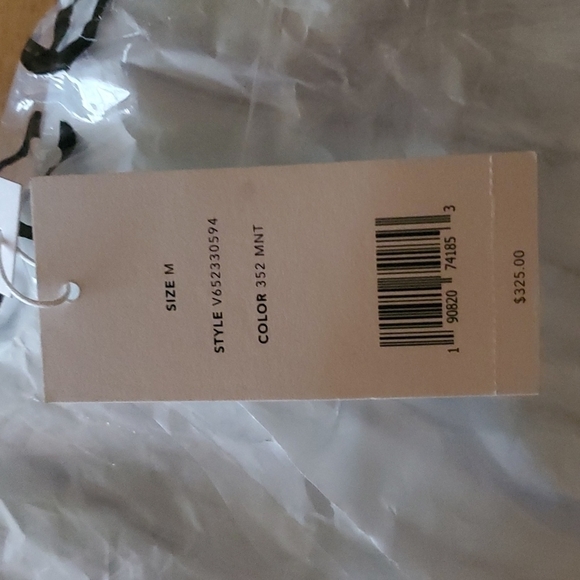 SIZE M
STYLE V652330594
COLOR 352 MNT
1 90820 74185 3
$325.00